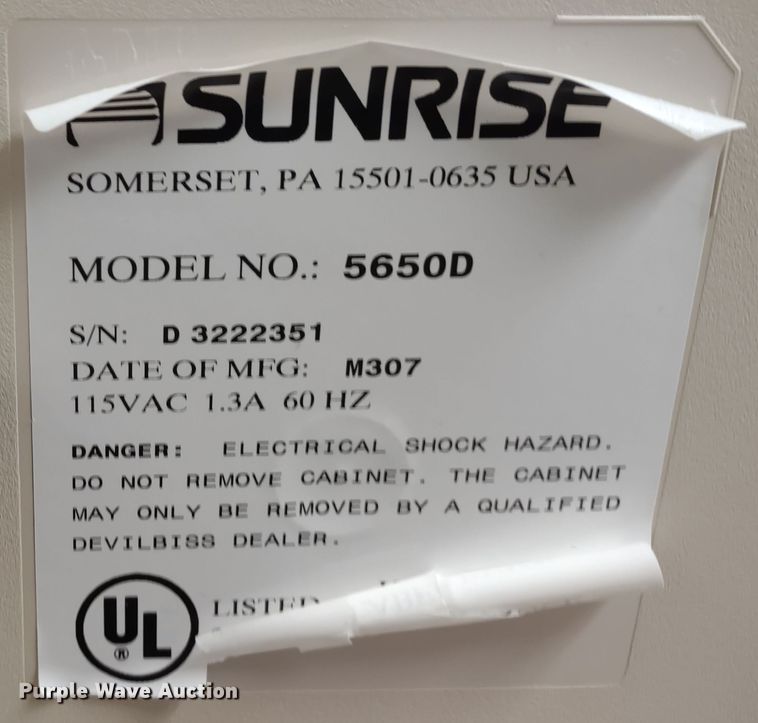 SUNRISE
SOMERSET, PA 15501-0635 USA
MODEL NO.: 5650D
S/N: D 3222351
DATE OF MFG: M307
115VAC 1.3A 60 HZ
DANGER: ELECTRICAL SHOCK HAZARD.
DO NOT REMOVE CABINET. THE CABINET
MAY ONLY BE REMOVED BY A QUALIFIED
DEVILBISS DEALER.
UL ® LISTED
Purple Wave Auction